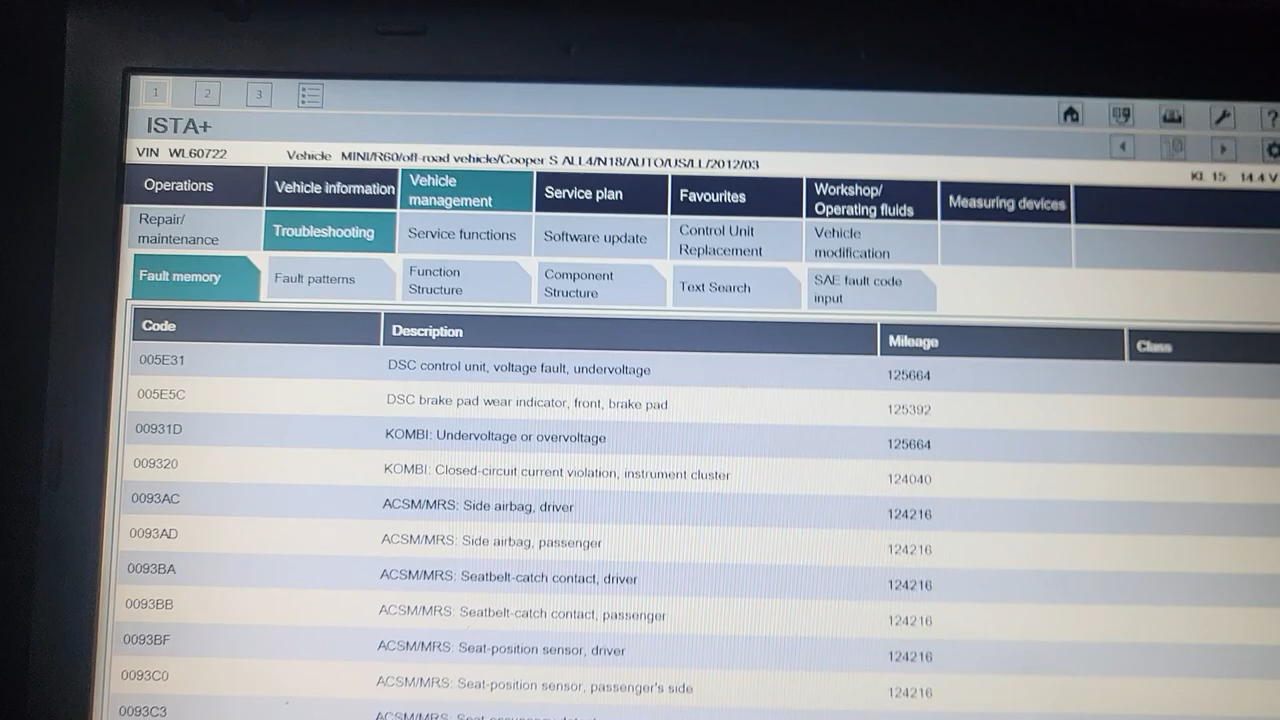 1 2 3
ISTA+
VIN WL60722 Vehicle MINI/R60/off-road vehicle/Cooper S ALL4/N18/AUTO/US/LL/2012/03
KL 15: 14.4 V
Operations Vehicle information Vehicle management Service plan Favourites Workshop/ Operating fluids Measuring devices
Repair/ maintenance Troubleshooting Service functions Software update Control Unit Replacement Vehicle modification
Fault memory Fault patterns Function Structure Component Structure Text Search SAE fault code input
Code Description Mileage Class
005E31 DSC control unit, voltage fault, undervoltage 125664
005E5C DSC brake pad wear indicator, front, brake pad 125392
00931D KOMBI: Undervoltage or overvoltage 125664
009320 KOMBI: Closed-circuit current violation, instrument cluster 124040
0093AC ACSM/MRS: Side airbag, driver 124216
0093AD ACSM/MRS: Side airbag, passenger 124216
0093BA ACSM/MRS: Seatbelt-catch contact, driver 124216
0093BB ACSM/MRS: Seatbelt-catch contact, passenger 124216
0093BF ACSM/MRS: Seat-position sensor, driver 124216
0093C0 ACSM/MRS: Seat-position sensor, passenger's side 124216
0093C3 ACSM/MRS: Seat